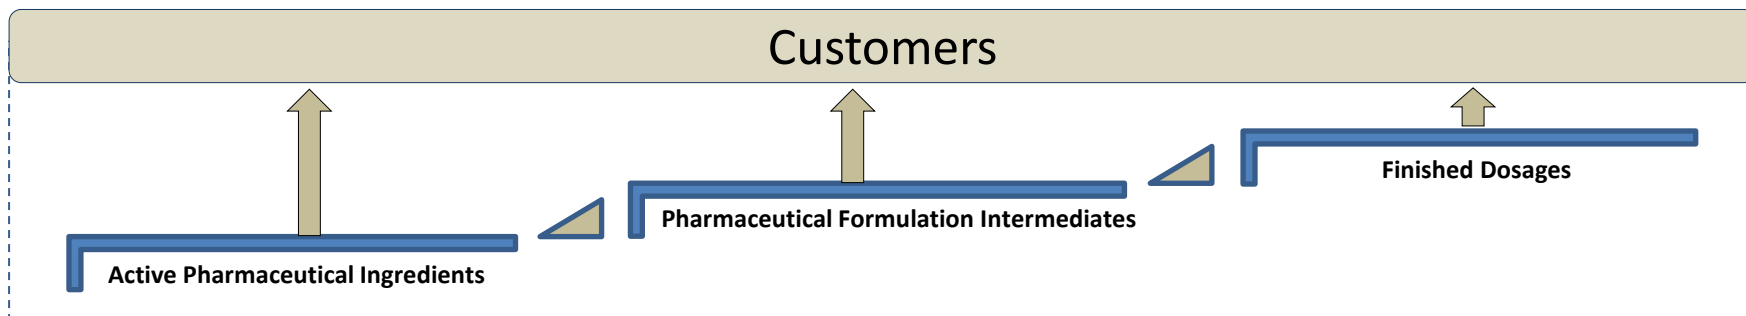 Customers
Finished Dosages
Pharmaceutical Formulation Intermediates
Active Pharmaceutical Ingredients